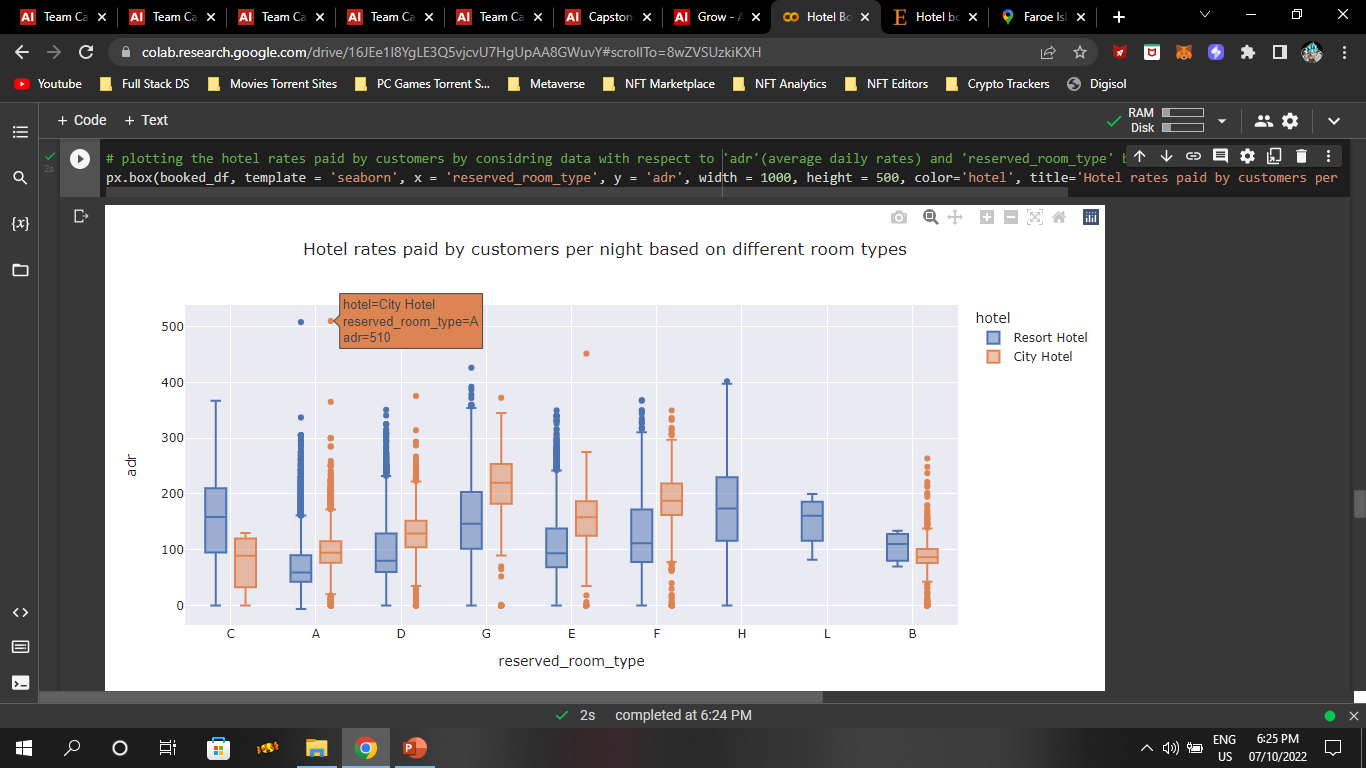 Team Ca
Team Ca
Team Ca
Team Ca
Team Ca
Capston
Grow - A
Hotel Bo
Hotel bo
Faroe Isl
colab.research.google.com/drive/16JEe1I8YgLE3Q5vjcvU7HgUpAA8GWuvY#scrollTo=8wZVSUzkiKXH
Youtube
Full Stack DS
Movies Torrent Sites
PC Games Torrent S...
Metaverse
NFT Marketplace
NFT Analytics
NFT Editors
Crypto Trackers
Digisol
+ Code + Text
RAM
Disk
2s
# plotting the hotel rates paid by customers by considring data with respect to 'adr'(average daily rates) and 'reserved_room_type' b
px.box(booked_df, template = 'seaborn', x = 'reserved_room_type', y = 'adr', width = 1000, height = 500, color='hotel', title='Hotel rates paid by customers per
{x}
Hotel rates paid by customers per night based on different room types
hotel=City Hotel
reserved_room_type=A
adr=510
hotel
Resort Hotel
City Hotel
500
400
300
200
100
0
adr
C A D G E F H L B
reserved_room_type
2s completed at 6:24 PM
ENG
US
6:25 PM
07/10/2022